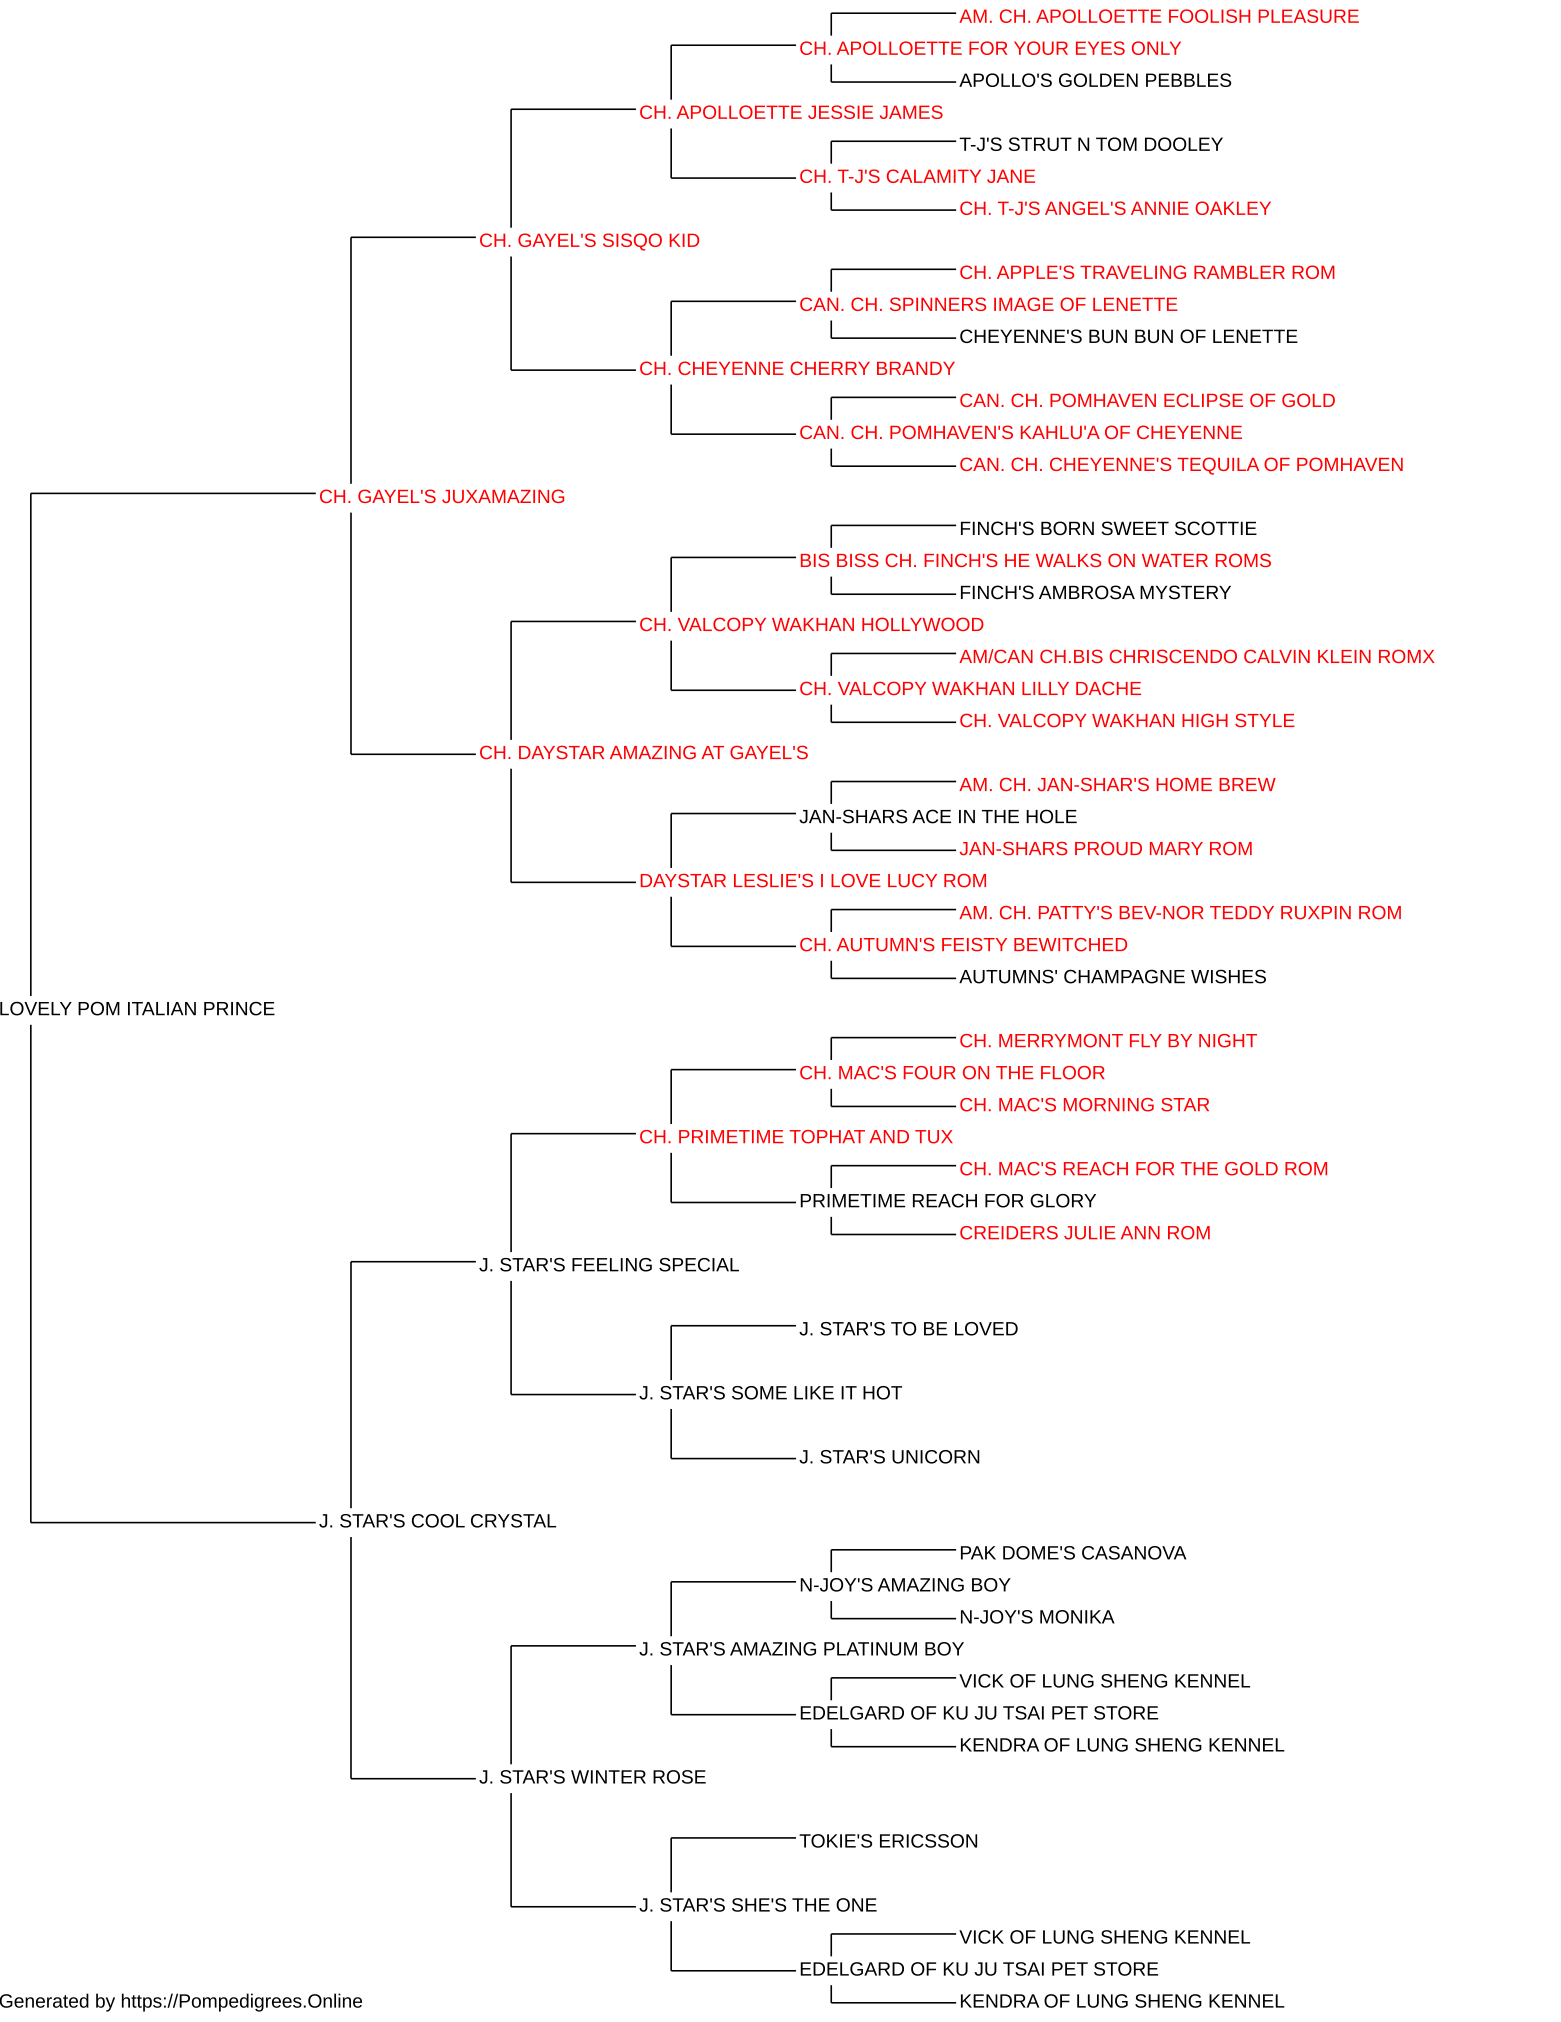 AM. CH. APOLLOETTE FOOLISH PLEASURE
CH. APOLLOETTE FOR YOUR EYES ONLY
APOLLO'S GOLDEN PEBBLES
CH. APOLLOETTE JESSIE JAMES
T-J'S STRUT N TOM DOOLEY
CH. T-J'S CALAMITY JANE
CH. T-J'S ANGEL'S ANNIE OAKLEY
CH. GAYEL'S SISQO KID
CH. APPLE'S TRAVELING RAMBLER ROM
CAN. CH. SPINNERS IMAGE OF LENETTE
CHEYENNE'S BUN BUN OF LENETTE
CH. CHEYENNE CHERRY BRANDY
CAN. CH. POMHAVEN ECLIPSE OF GOLD
CAN. CH. POMHAVEN'S KAHLU'A OF CHEYENNE
CAN. CH. CHEYENNE'S TEQUILA OF POMHAVEN
CH. GAYEL'S JUXAMAZING
FINCH'S BORN SWEET SCOTTIE
BIS BISS CH. FINCH'S HE WALKS ON WATER ROMS
FINCH'S AMBROSA MYSTERY
CH. VALCOPY WAKHAN HOLLYWOOD
AM/CAN CH.BIS CHRISCENDO CALVIN KLEIN ROMX
CH. VALCOPY WAKHAN LILLY DACHE
CH. VALCOPY WAKHAN HIGH STYLE
CH. DAYSTAR AMAZING AT GAYEL'S
AM. CH. JAN-SHAR'S HOME BREW
JAN-SHARS ACE IN THE HOLE
JAN-SHARS PROUD MARY ROM
DAYSTAR LESLIE'S I LOVE LUCY ROM
AM. CH. PATTY'S BEV-NOR TEDDY RUXPIN ROM
CH. AUTUMN'S FEISTY BEWITCHED
AUTUMNS' CHAMPAGNE WISHES
LOVELY POM ITALIAN PRINCE
CH. MERRYMONT FLY BY NIGHT
CH. MAC'S FOUR ON THE FLOOR
CH. MAC'S MORNING STAR
CH. PRIMETIME TOPHAT AND TUX
CH. MAC'S REACH FOR THE GOLD ROM
PRIMETIME REACH FOR GLORY
CREIDERS JULIE ANN ROM
J. STAR'S FEELING SPECIAL
J. STAR'S TO BE LOVED
J. STAR'S SOME LIKE IT HOT
J. STAR'S UNICORN
J. STAR'S COOL CRYSTAL
PAK DOME'S CASANOVA
N-JOY'S AMAZING BOY
N-JOY'S MONIKA
J. STAR'S AMAZING PLATINUM BOY
VICK OF LUNG SHENG KENNEL
EDELGARD OF KU JU TSAI PET STORE
KENDRA OF LUNG SHENG KENNEL
J. STAR'S WINTER ROSE
TOKIE'S ERICSSON
J. STAR'S SHE'S THE ONE
VICK OF LUNG SHENG KENNEL
EDELGARD OF KU JU TSAI PET STORE
KENDRA OF LUNG SHENG KENNEL
Generated by https://Pompedigrees.Online